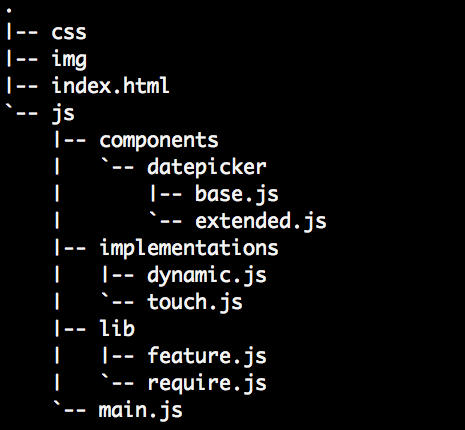 .
|-- css
|-- img
|-- index.html
`-- js
    |-- components
    |   `-- datepicker
    |       |-- base.js
    |       `-- extended.js
    |-- implementations
    |   |-- dynamic.js
    |   `-- touch.js
    |-- lib
    |   |-- feature.js
    |   `-- require.js
    `-- main.js